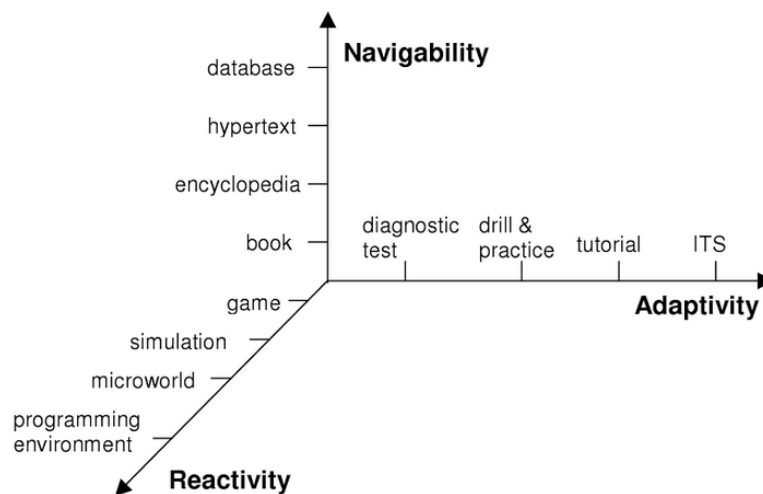 Navigability
database
hypertext
encyclopedia
book
diagnostic
test
drill &
practice
tutorial
ITS
Adaptivity
game
simulation
microworld
programming
environment
Reactivity